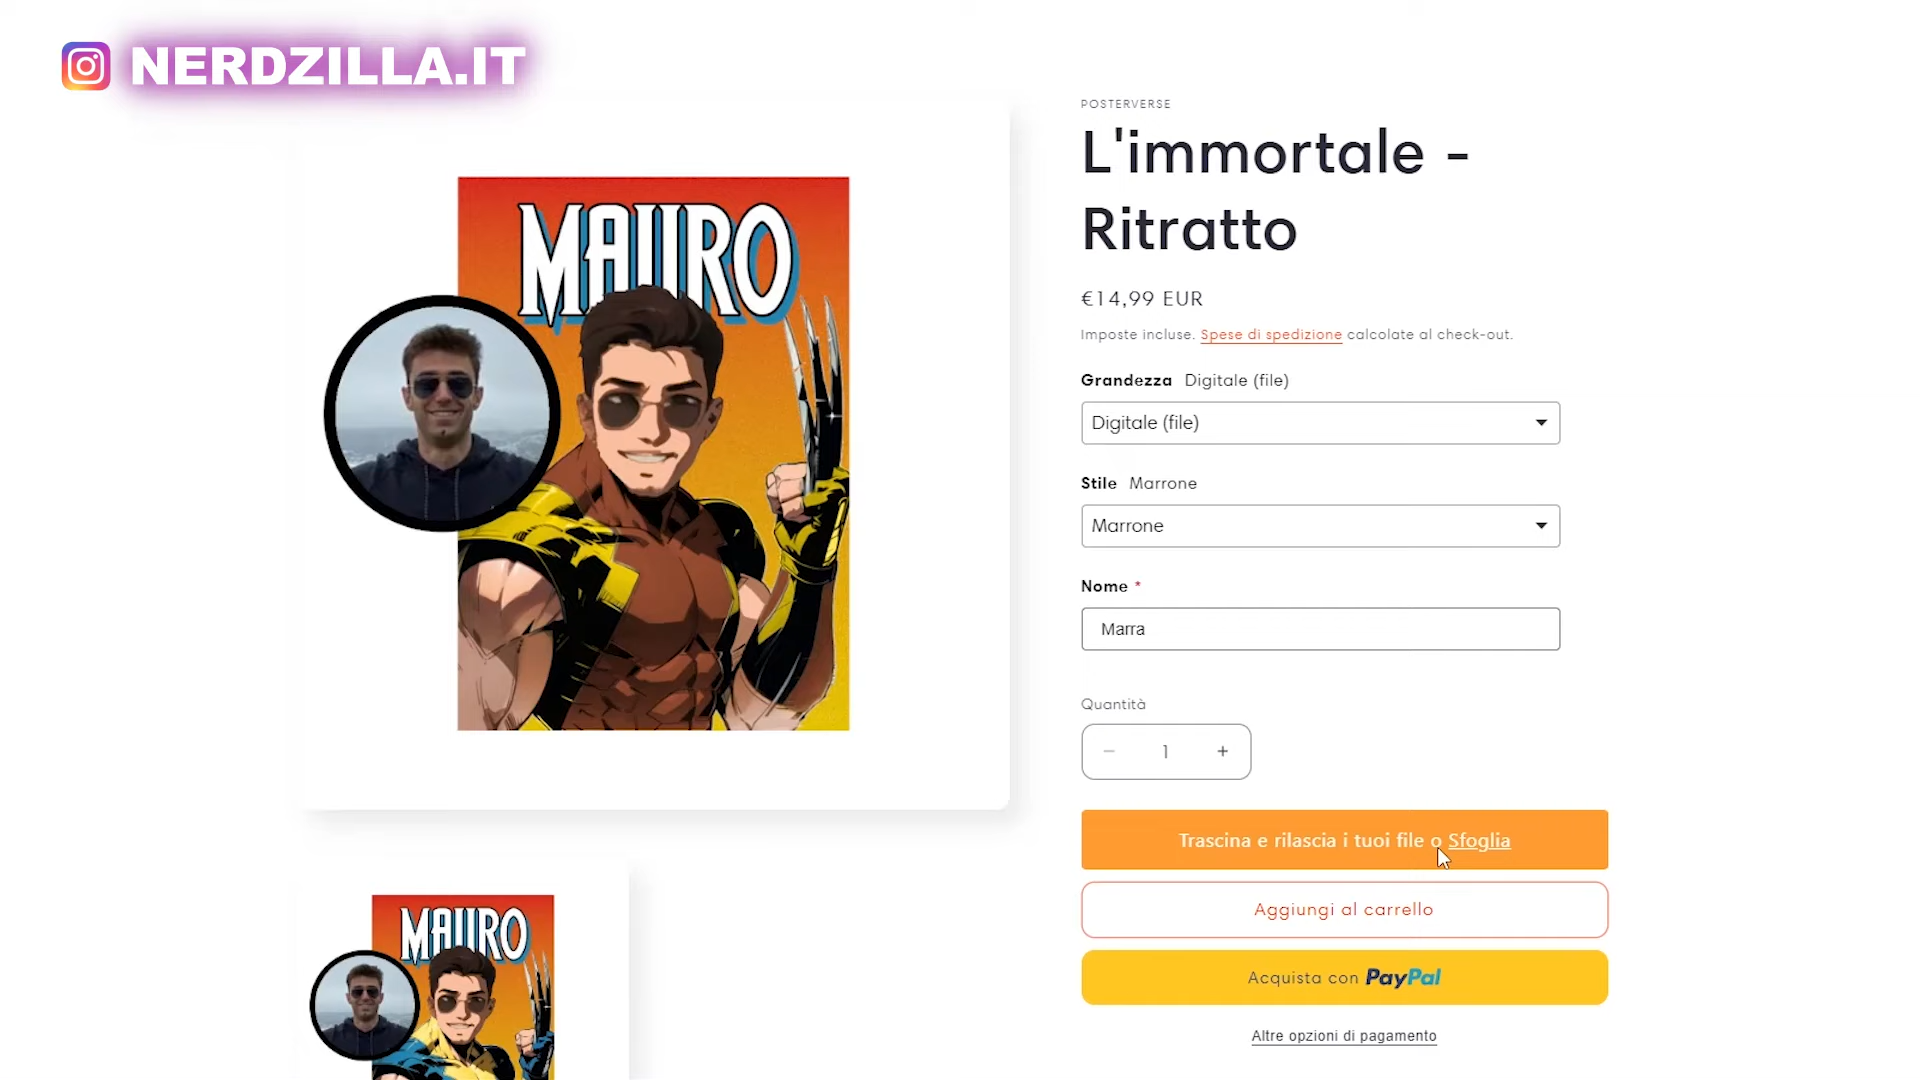 NERDZILLA.IT
POSTERVERSE
L'immortale -
Ritratto
€14,99 EUR
Imposte incluse. Spese di spedizione calcolate al check-out.
Grandezza Digitale (file)
Digitale (file)
Stile Marrone
Marrone
Nome *
Marra
Quantità
− 1 +
Trascina e rilascia i tuoi file o Sfoglia
Aggiungi al carrello
Acquista con PayPal
Altre opzioni di pagamento
MAURO
MAURO